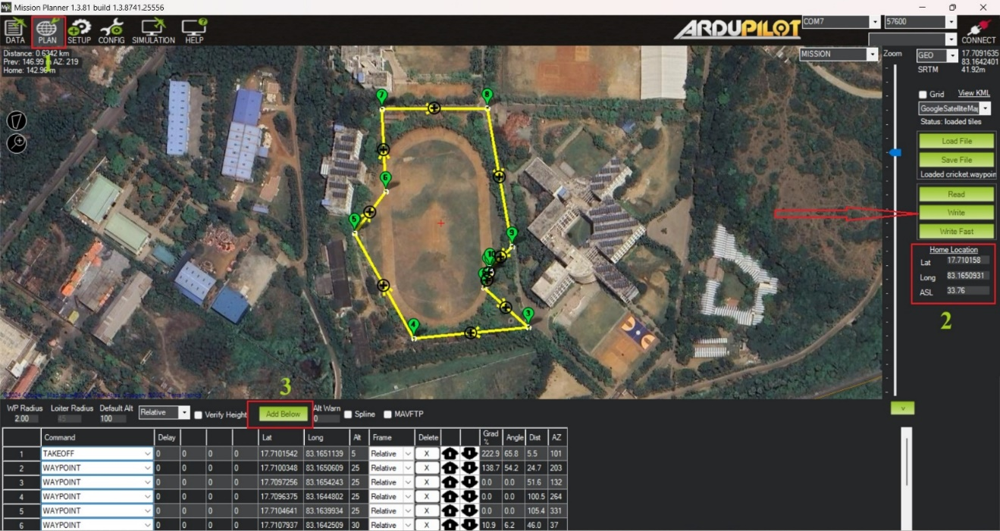 Mission Planner 1.3.81 build 1.3.8741.25556
DATA PLAN SETUP CONFIG SIMULATION HELP
ARDUPILOT
COM7 57600
CONNECT
Distance: 0.6342 km
Prev: 146.99 AZ: 219
Home: 142.96m
1
MISSION
Zoom
GEO 17.7091635
83.1642401
SRTM 41.92m
Grid View KML
GoogleSatelliteMa
Status: loaded tiles
Load File
Save File
Loaded cricket.waypoin
Read
Write
Write Fast
Home Location
Lat 17.710158
Long 83.1650931
ASL 33.76
2
7 8
6
5 9
3
4
3
WP Radius Loiter Radius Default Alt
2.00 45 100
Relative Verify Height Add Below Alt Warn 0 Spline MAVFTP
v
Command Delay Lat Long Alt Frame Delete Grad % Angle Dist AZ
1 TAKEOFF 0 0 0 0 17.7101542 83.1651139 5 Relative X 222.9 65.8 5.5 101
2 WAYPOINT 0 0 0 0 17.7100348 83.1650609 25 Relative X 138.7 54.2 24.7 203
3 WAYPOINT 0 0 0 0 17.7097256 83.1654243 25 Relative X 0.0 0.0 51.6 132
4 WAYPOINT 0 0 0 0 17.7096375 83.1644802 25 Relative X 0.0 0.0 100.5 264
5 WAYPOINT 0 0 0 0 17.7104641 83.1639934 25 Relative X 0.0 0.0 105.4 331
6 WAYPOINT 0 0 0 0 17.7107937 83.1642509 30 Relative X 10.9 6.2 46.0 37